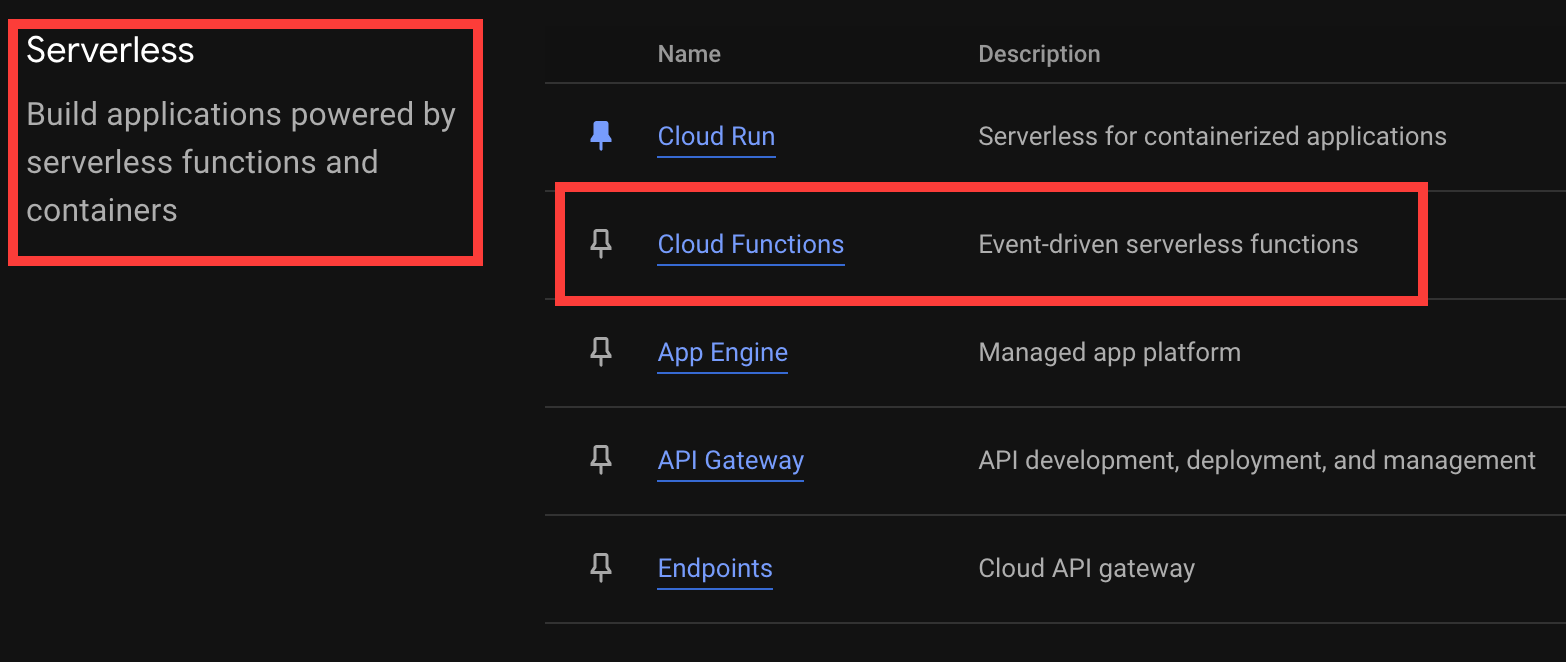 Serverless
Build applications powered by
serverless functions and
containers
Name Description
Cloud Run Serverless for containerized applications
Cloud Functions Event-driven serverless functions
App Engine Managed app platform
API Gateway API development, deployment, and management
Endpoints Cloud API gateway